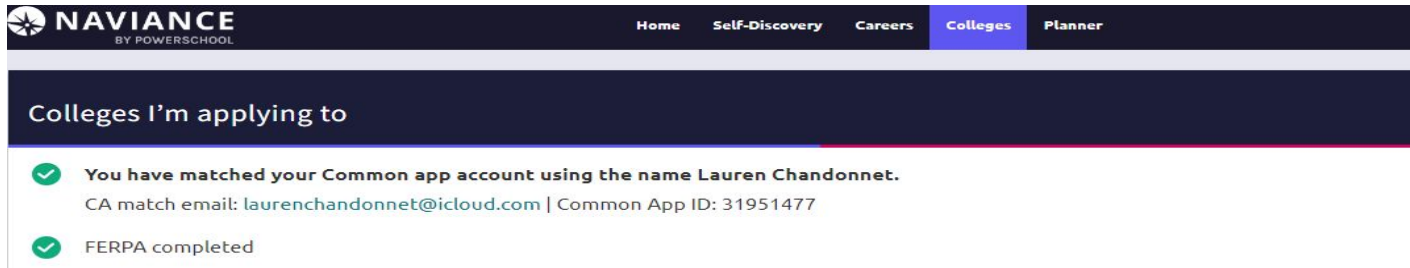 NAVIANCE
BY POWERSCHOOL
Home Self-Discovery Careers Colleges Planner
Colleges I'm applying to
You have matched your Common app account using the name Lauren Chandonnet.
CA match email: laurenchandonnet@icloud.com | Common App ID: 31951477
FERPA completed